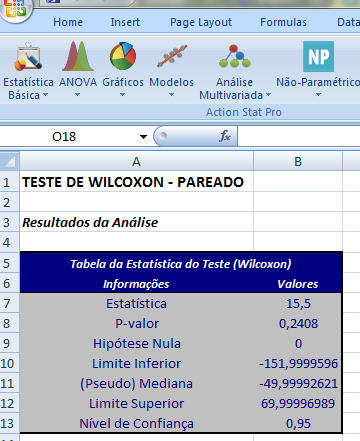 Home Insert Page Layout Formulas Data
Estatística Básica
ANOVA
Gráficos
Modelos
Análise Multivariada
NP
Não-Paramétrico
Action Stat Pro
O18 fx
A B
1 TESTE DE WILCOXON - PAREADO
2
3 Resultados da Análise
4
5 Tabela da Estatística do Teste (Wilcoxon)
6 Informações Valores
7 Estatística 15,5
8 P-valor 0,2408
9 Hipótese Nula 0
10 Limite Inferior -151,9999596
11 (Pseudo) Mediana -49,99992621
12 Limite Superior 69,99996989
13 Nível de Confiança 0,95